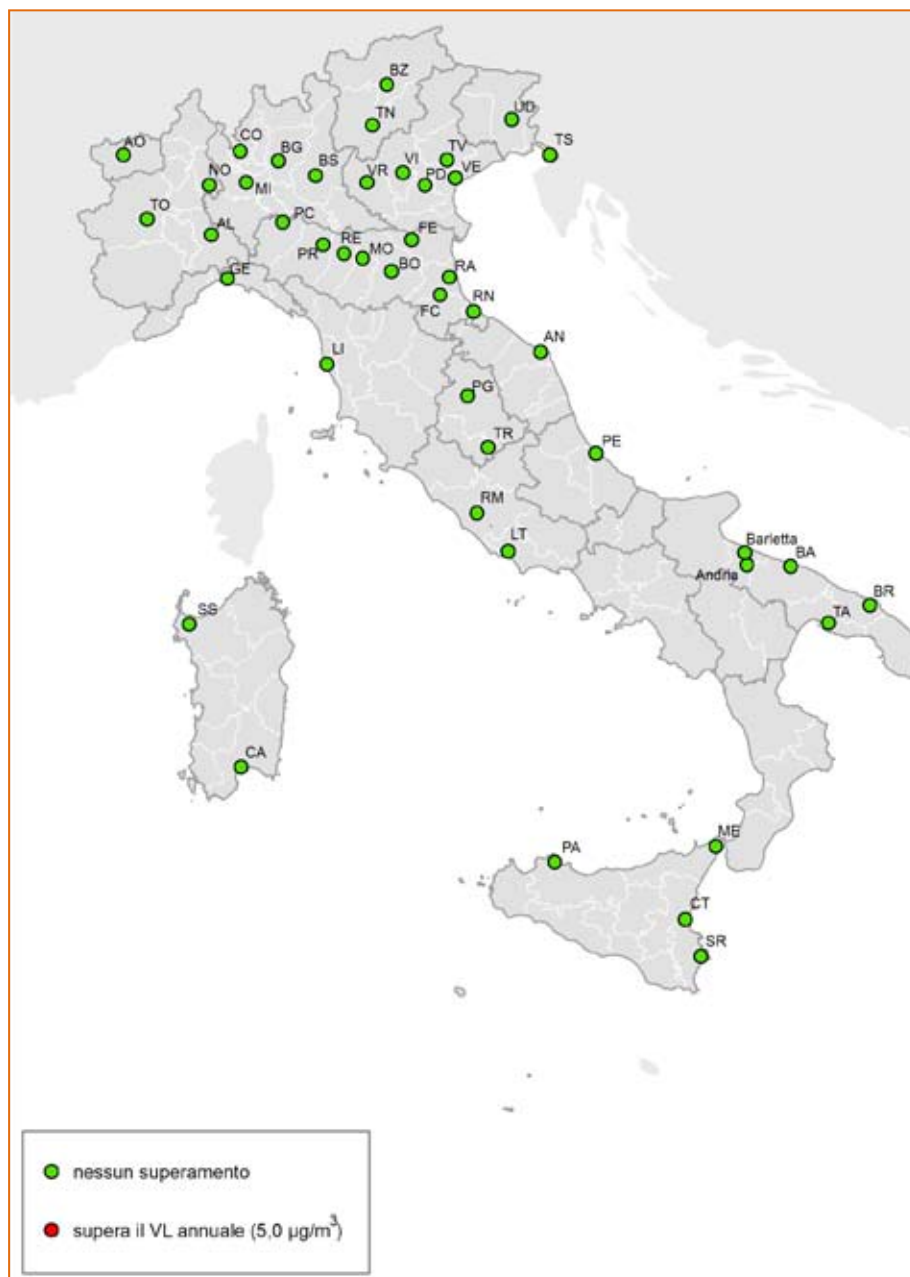 BZ
UD
TN
CO
TS
AO
BG
TV
VI
BS
VE
VR
NO
PD
MI
TO
PC
AL
FE
RE
PR
MO
BO
GE
RA
FC
RN
LI
AN
PG
TR
PE
RM
LT
Barletta
BA
Andria
BR
SS
TA
CA
ME
PA
CT
SR
nessun superamento
supera il VL annuale (5,0 µg/m³)